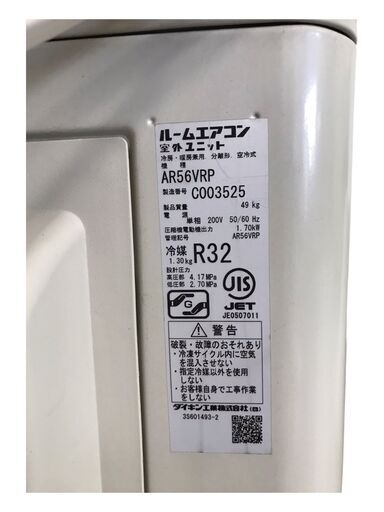 ルームエアコン
室外ユニット
冷房・暖房兼用 分離形 空冷式
機種
AR56VRP
製造番号 C003525
製品質量 49 kg
電源 単相 200V 50/60 Hz
圧縮機電動機出力 1.70kW
管理記号 AR56VRP
冷媒 R32
1.30kg
設計圧力
高圧部 4.17 MPa
低圧部 2.70 MPa
G
JIS
JET
JE0507011
警告
破裂・故障のおそれあり
・冷凍サイクル内に空気
を混入させない
・指定冷媒以外を使用
しない
・お客様自身で工事作業
をしない
ダイキン工業株式会社(島)
3S601493-2